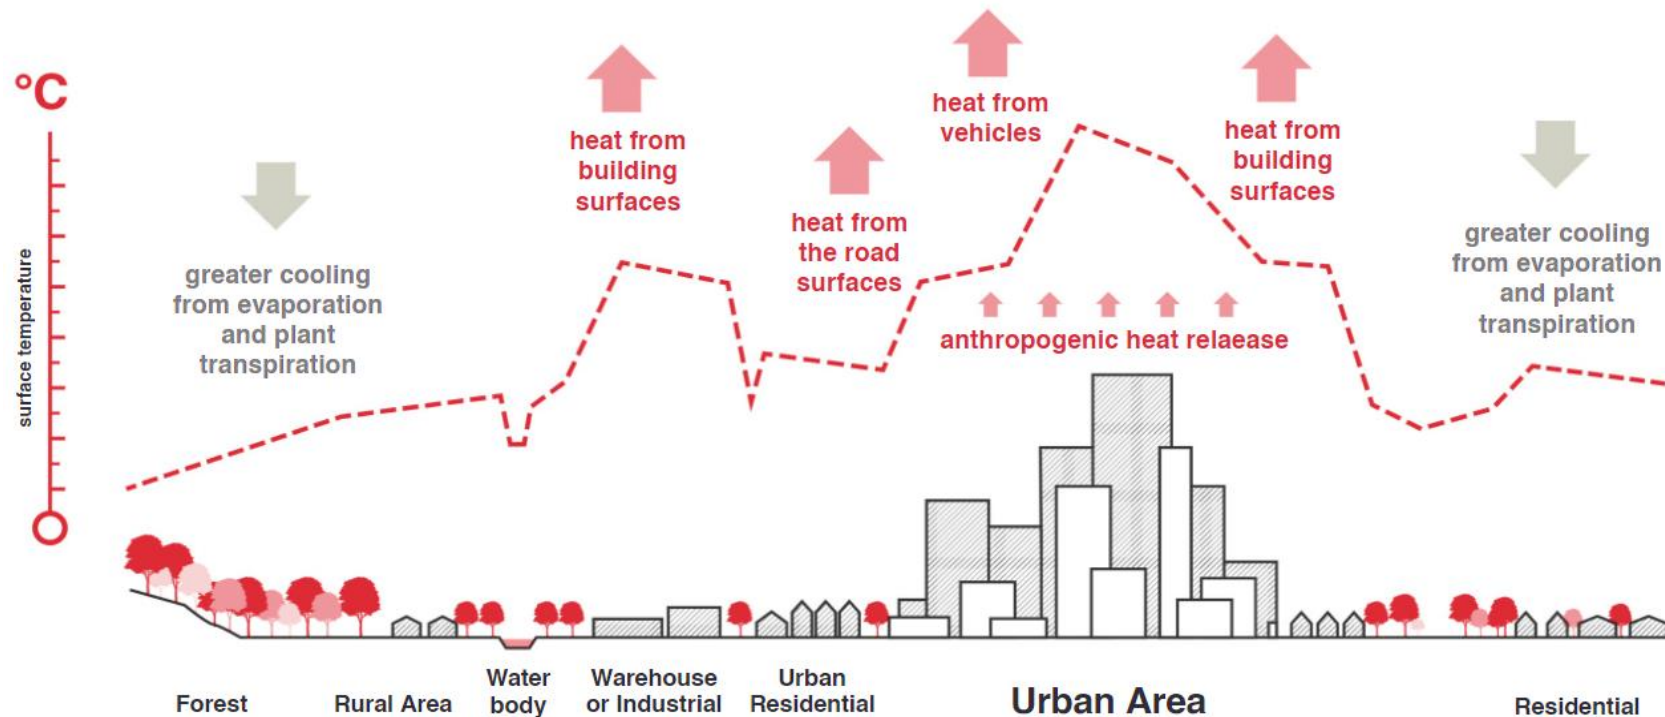 °C
surface temperature
greater cooling
from evaporation
and plant
transpiration
heat from
building
surfaces
heat from
the road
surfaces
heat from
vehicles
heat from
building
surfaces
anthropogenic heat relaease
greater cooling
from evaporation
and plant
transpiration
Forest
Rural Area
Water
body
Warehouse
or Industrial
Urban
Residential
Urban Area
Residential